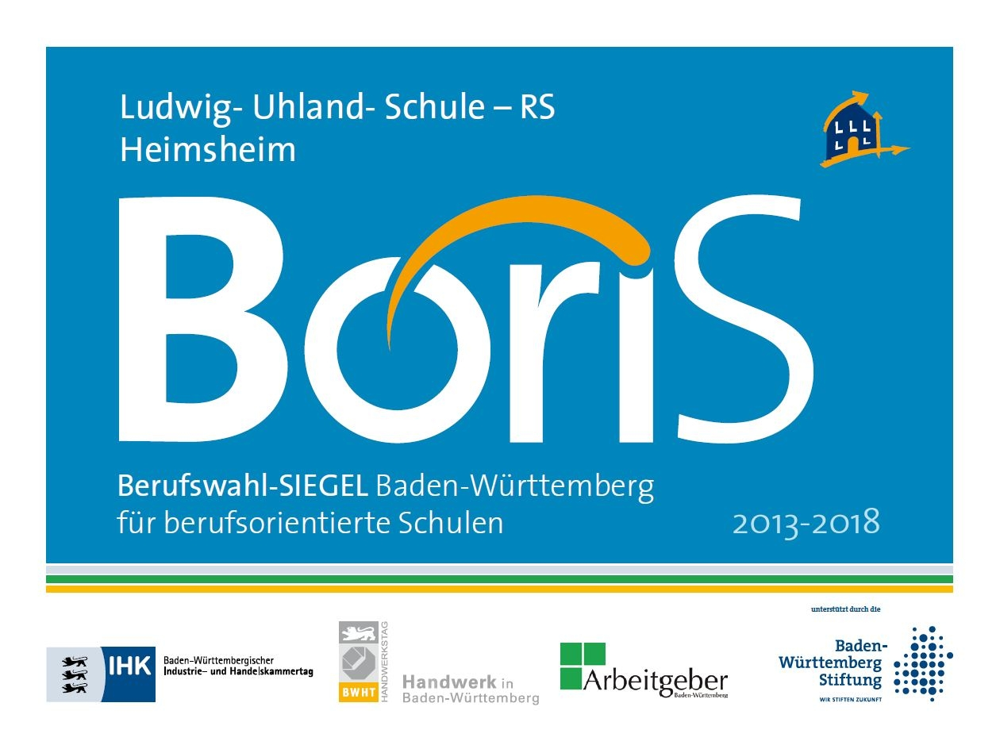 Ludwig- Uhland- Schule – RS
Heimsheim
BoriS
Berufswahl-SIEGEL Baden-Württemberg
für berufsorientierte Schulen
2013-2018
unterstützt durch die
IHK
Baden-Württembergischer
Industrie- und Handelskammertag
BWHT
HANDWERKSTAG
Handwerk in
Baden-Württemberg
Arbeitgeber
Baden-Württemberg
Baden-
Württemberg
Stiftung
WIR STIFTEN ZUKUNFT